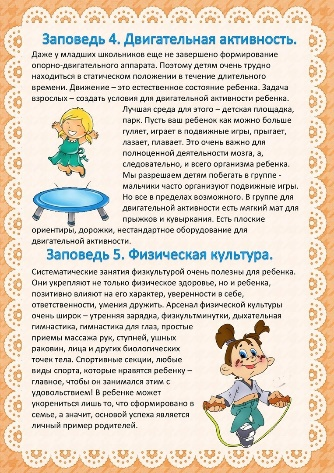 Заповедь 4. Двигательная активность.
Даже у младших школьников еще не завершено формирование
опорно-двигательного аппарата. Поэтому детям очень трудно
находиться в статическом положении в течение длительного
времени. Движение – это естественное состояние ребенка. Задача
взрослых – создать условия для двигательной активности ребенка.
Лучшая среда для этого – детская площадка,
парк. Пусть ваш ребенок как можно больше
гуляет, играет в подвижные игры, прыгает,
лазает, плавает. Это очень важно для
полноценной деятельности мозга, а,
следовательно, и всего организма ребенка.
Мы разрешаем детям побегать в группе -
мальчики часто организуют подвижные игры.
Но все в пределах возможного. В группе для
двигательной активности есть мягкий мат для
прыжков и кувыркания. Есть плоские
ориентиры, дорожки, нестандартное оборудование для
двигательной активности.
Заповедь 5. Физическая культура.
Систематические занятия физкультурой очень полезны для ребенка.
Они укрепляют не только физическое здоровье, но и ребенка,
позитивно влияют на его характер, уверенности в себе,
ответственности, умения дружить. Арсенал физической культуры
очень широк – утренняя зарядка, физкультминутки, дыхательная
гимнастика, гимнастика для глаз, простые
приемы массажа рук, ступней, ушных
раковин, лица и других биологических
точек тела. Спортивные секции, любые
виды спорта, которые нравятся ребенку –
главное, чтобы он занимался этим с
удовольствием! В ребенке может
укорениться лишь то, что сформировано в
семье, а значит, основой успеха является
личный пример родителей.